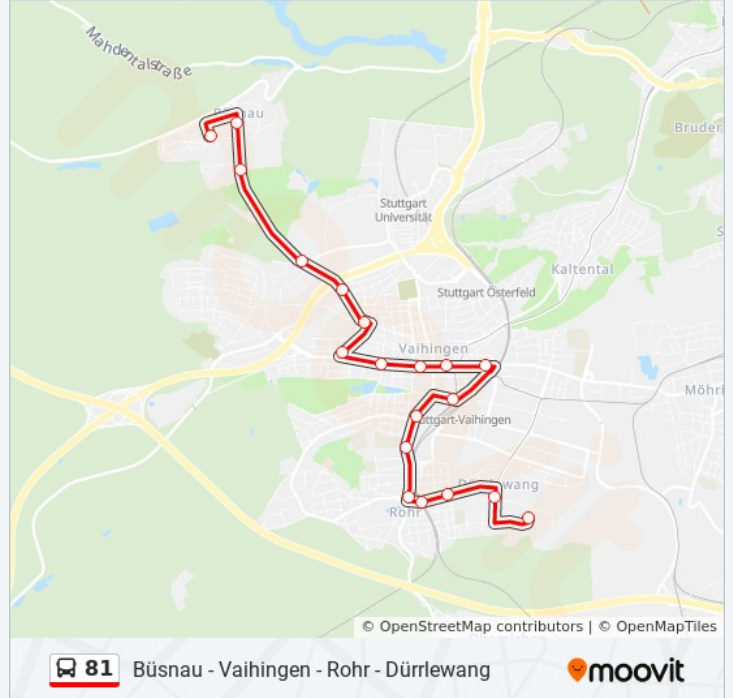 Mahdentalstraße
Büsnau
Bruder
Stuttgart
Universität
Kaltental
Stuttgart Österfeld
Vaihingen
Möhri
Stuttgart-Vaihingen
Dürrlewang
Rohr
© OpenStreetMap contributors | © OpenMapTiles
81
Büsnau - Vaihingen - Rohr - Dürrlewang
moovit